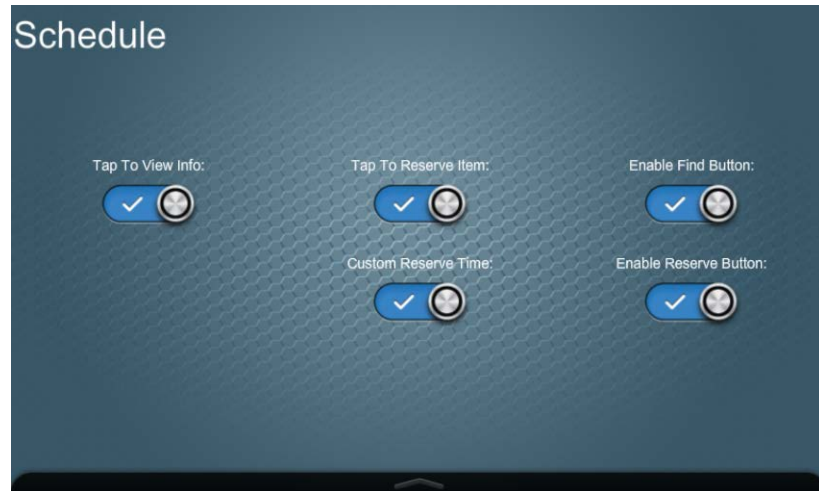 Schedule
Tap To View Info:
Tap To Reserve Item:
Enable Find Button:
Custom Reserve Time:
Enable Reserve Button: